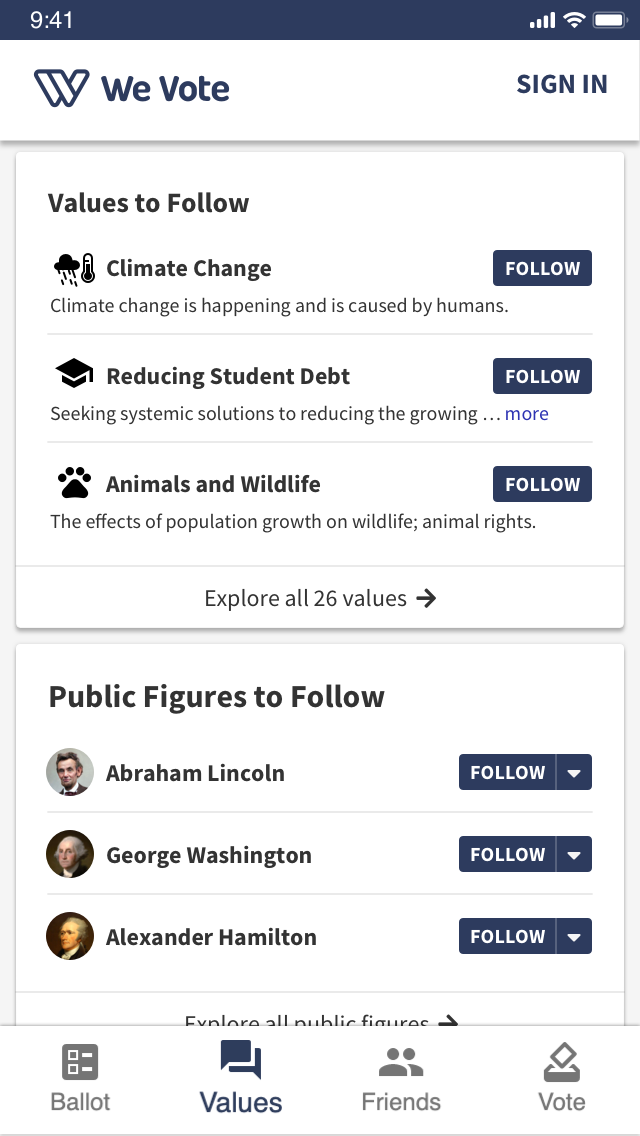 9:41
We Vote
SIGN IN
Values to Follow
Climate Change
FOLLOW
Climate change is happening and is caused by humans.
Reducing Student Debt
FOLLOW
Seeking systemic solutions to reducing the growing … more
Animals and Wildlife
FOLLOW
The effects of population growth on wildlife; animal rights.
Explore all 26 values
Public Figures to Follow
Abraham Lincoln
FOLLOW
George Washington
FOLLOW
Alexander Hamilton
FOLLOW
Explore all public figures
Ballot
Values
Friends
Vote